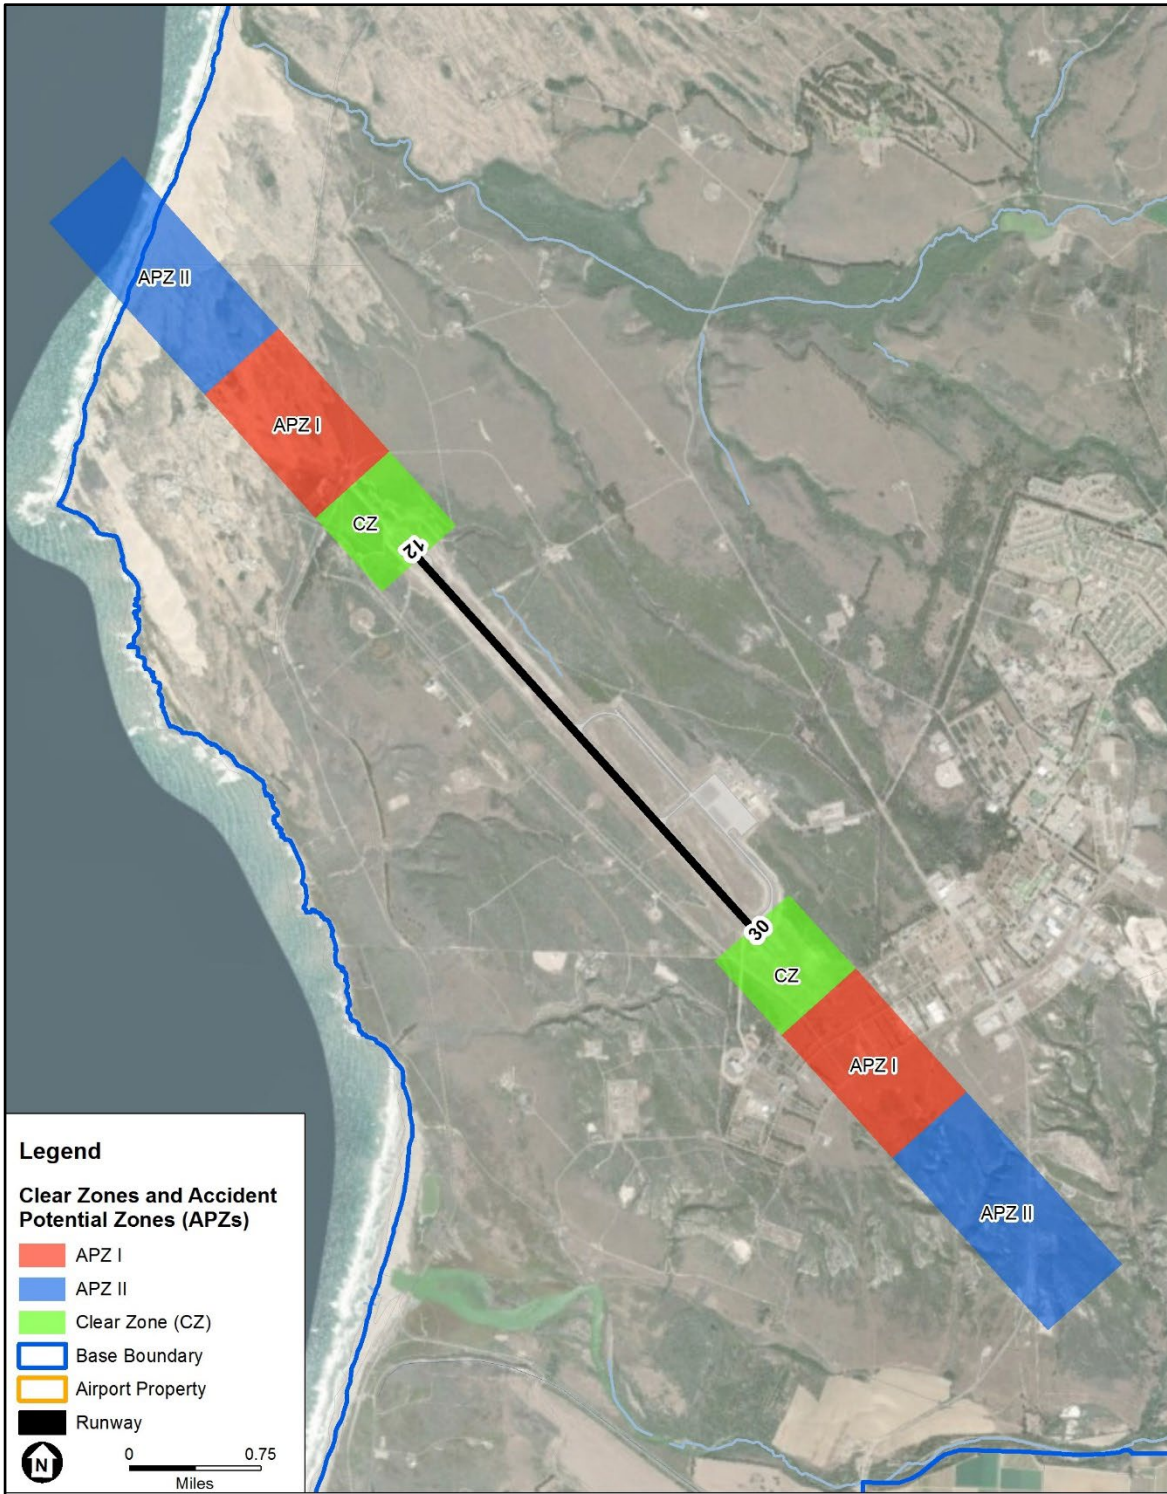 APZ II
APZ I
CZ
12
30
CZ
APZ I
APZ II
Legend
Clear Zones and Accident
Potential Zones (APZs)
APZ I
APZ II
Clear Zone (CZ)
Base Boundary
Airport Property
Runway
N
0 0.75
Miles